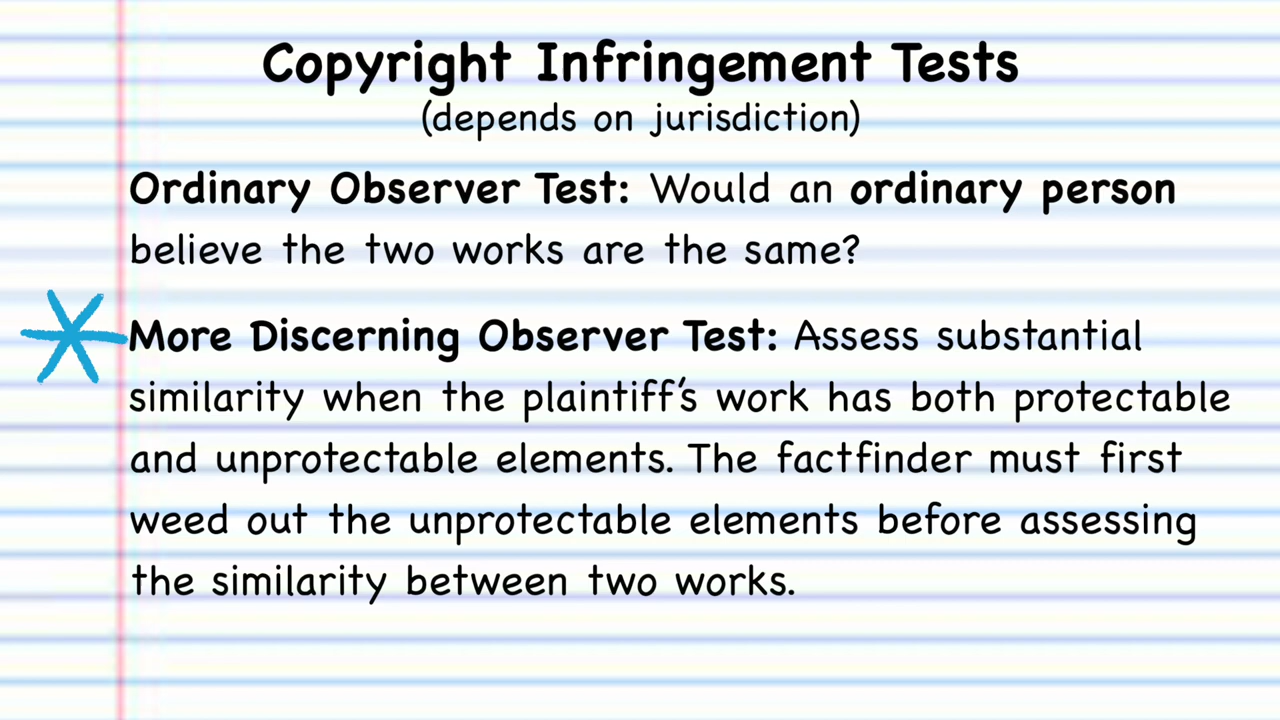 Copyright Infringement Tests
(depends on jurisdiction)
Ordinary Observer Test: Would an ordinary person
believe the two works are the same?
More Discerning Observer Test: Assess substantial
similarity when the plaintiff's work has both protectable
and unprotectable elements. The factfinder must first
weed out the unprotectable elements before assessing
the similarity between two works.